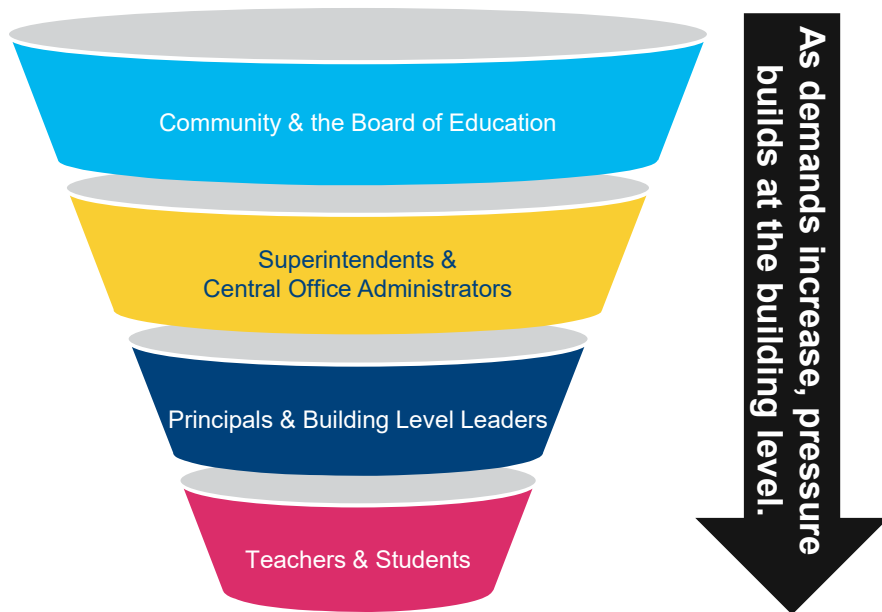 Community & the Board of Education
Superintendents &
Central Office Administrators
Principals & Building Level Leaders
Teachers & Students
As demands increase, pressure
builds at the building level.